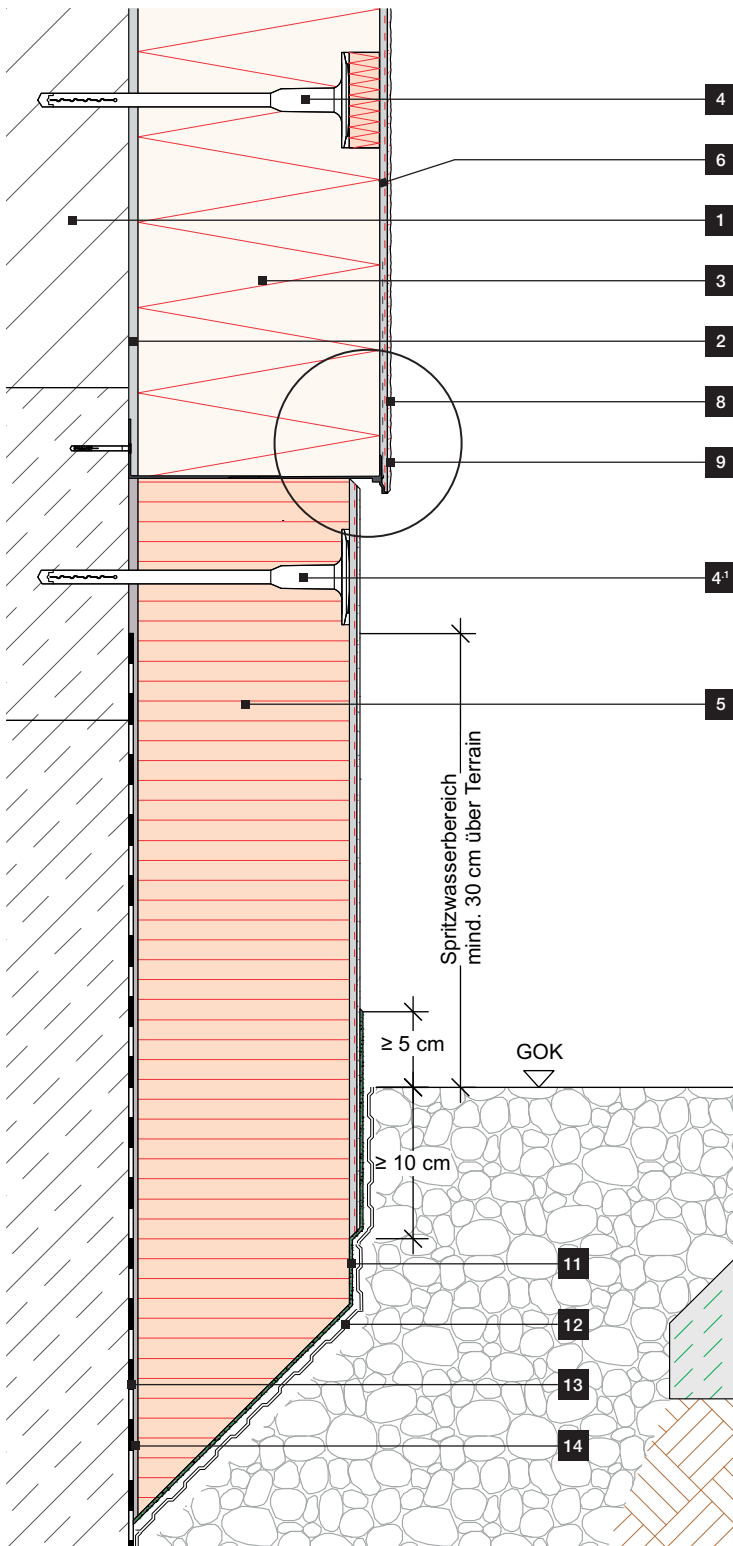 4
6
1
3
2
8
9
4.1
5
Spritzwasserbereich
mind. 30 cm über Terrain
≥ 5 cm
GOK
≥ 10 cm
11
12
13
14